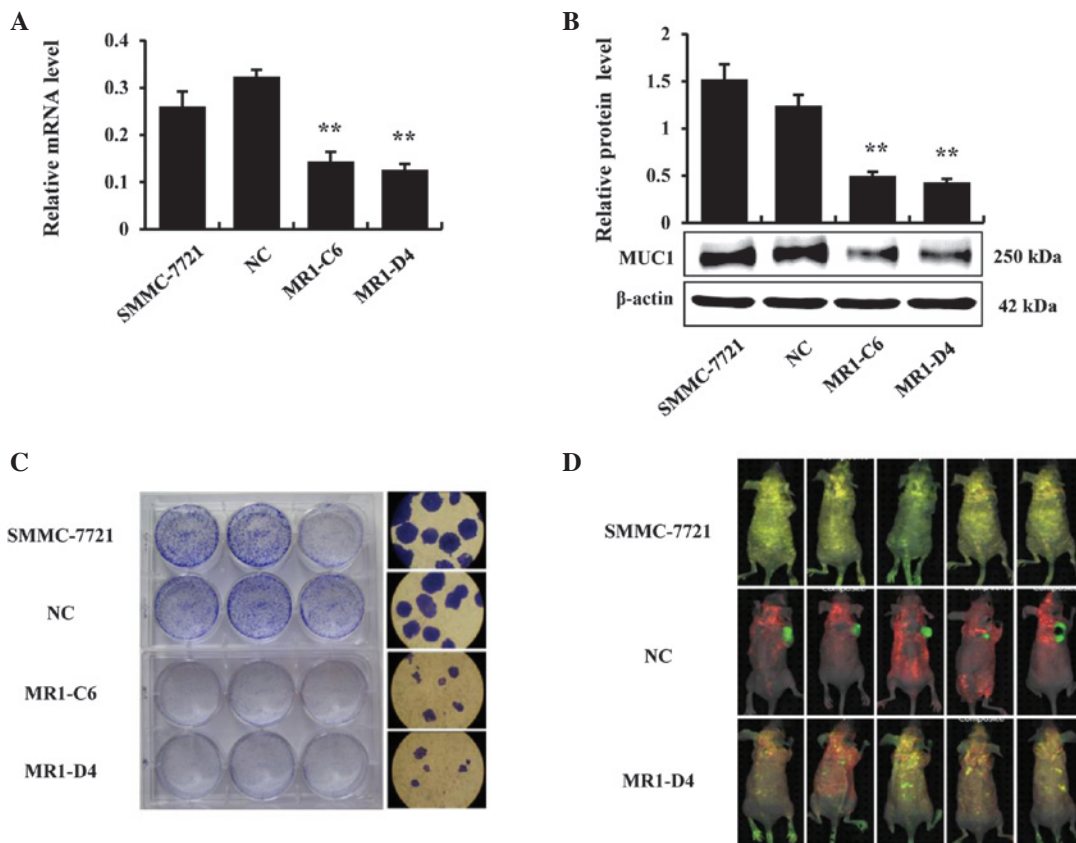 A
Relative mRNA level
0.4
0.3
0.2
0.1
0
**
**
SMMC-7721
NC
MR1-C6
MR1-D4
B
Relative protein level
2
1.5
1
0.5
0
**
**
MUC1
250 kDa
β-actin
42 kDa
SMMC-7721
NC
MR1-C6
MR1-D4
C
SMMC-7721
NC
MR1-C6
MR1-D4
D
SMMC-7721
NC
MR1-D4